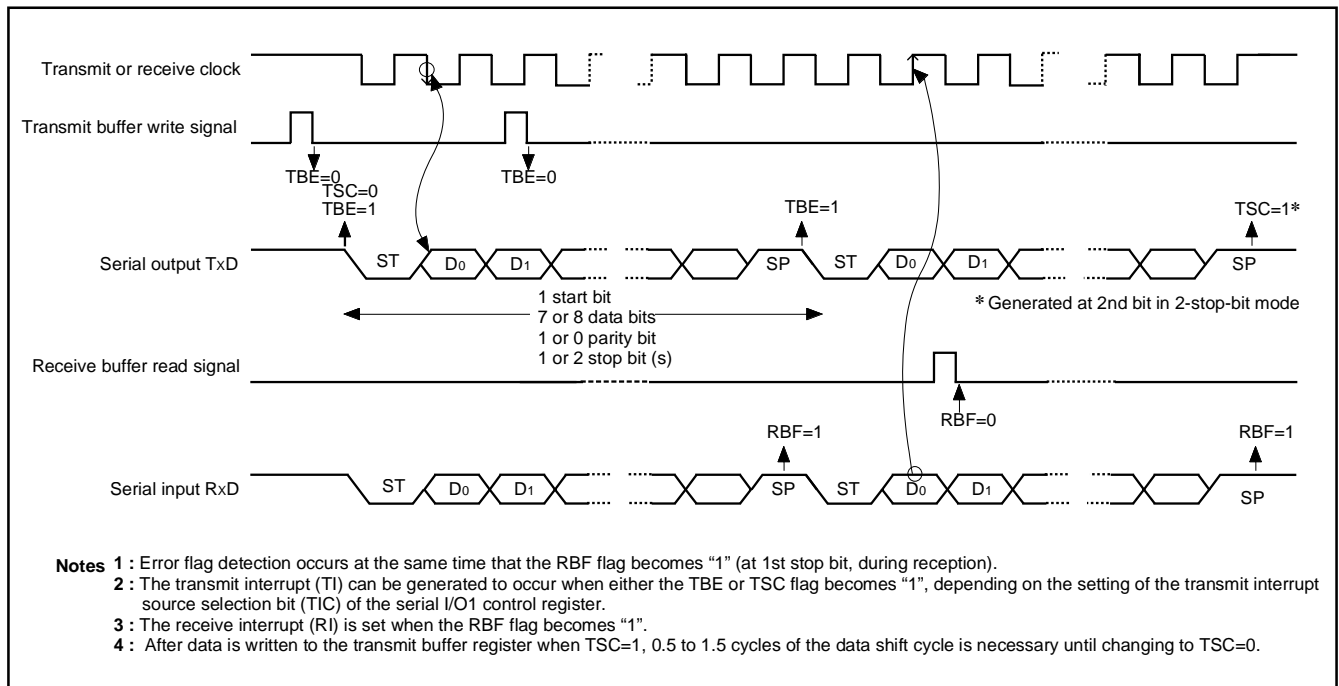 Transmit or receive clock
Transmit buffer write signal
TBE=0
TSC=0
TBE=1
TBE=0
TBE=1
TSC=1*
Serial output TxD
ST
D0
D1
SP
ST
D0
D1
SP
1 start bit
7 or 8 data bits
1 or 0 parity bit
1 or 2 stop bit (s)
* Generated at 2nd bit in 2-stop-bit mode
Receive buffer read signal
RBF=0
RBF=1
RBF=1
Serial input RxD
ST
D0
D1
SP
ST
D0
D1
SP
Notes 1 : Error flag detection occurs at the same time that the RBF flag becomes “1” (at 1st stop bit, during reception).
2 : The transmit interrupt (TI) can be generated to occur when either the TBE or TSC flag becomes “1”, depending on the setting of the transmit interrupt
source selection bit (TIC) of the serial I/O1 control register.
3 : The receive interrupt (RI) is set when the RBF flag becomes “1”.
4 : After data is written to the transmit buffer register when TSC=1, 0.5 to 1.5 cycles of the data shift cycle is necessary until changing to TSC=0.